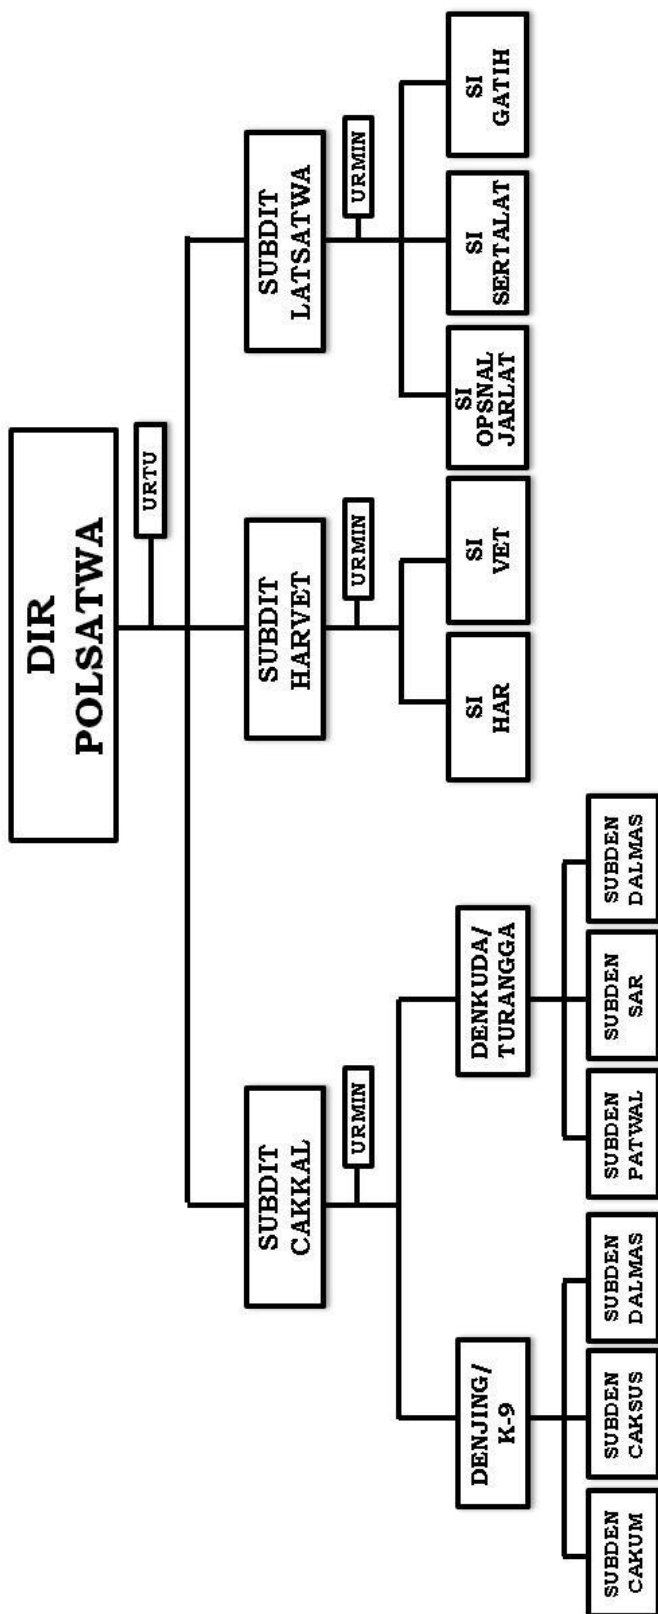 DIR
POLSATWA
URTU
SUBDIT
CAKKAL
SUBDIT
HARVET
SUBDIT
LATSATWA
URMIN
URMIN
URMIN
DENJING/
K-9
DENKUDA/
TURANGGA
SI
HAR
SI
VET
SI
OPSNAL
JARLAT
SI
SERTALAT
SI
GATIH
SUBDEN
CAKUM
SUBDEN
CAKSUS
SUBDEN
DALMAS
SUBDEN
PATWAL
SUBDEN
SAR
SUBDEN
DALMAS